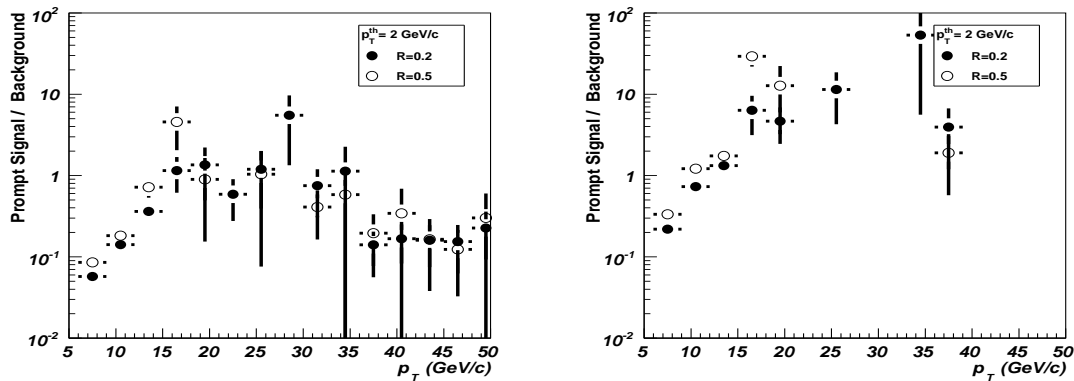 Prompt Signal / Background
10²
10
1
10⁻¹
10⁻²
p_T^th= 2 GeV/c
R=0.2
R=0.5
5 10 15 20 25 30 35 40 45 50
p_T (GeV/c)
Prompt Signal / Background
10²
10
1
10⁻¹
10⁻²
p_T^th= 2 GeV/c
R=0.2
R=0.5
5 10 15 20 25 30 35 40 45 50
p_T (GeV/c)